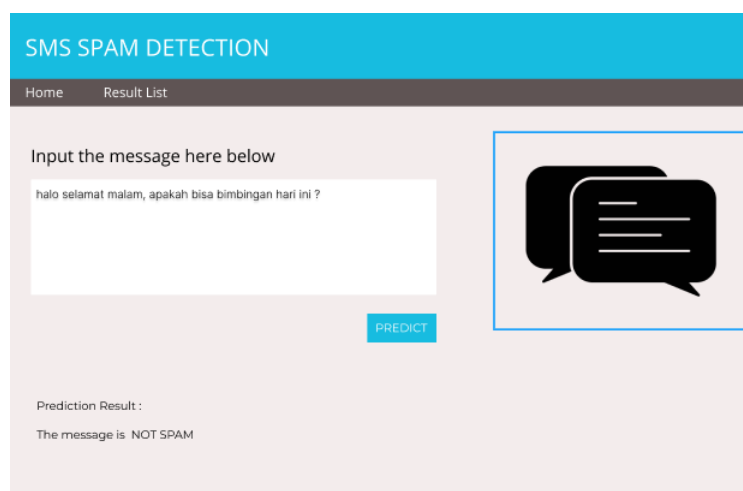 SMS SPAM DETECTION
Home Result List
Input the message here below
halo selamat malam, apakah bisa bimbingan hari ini ?
PREDICT
Prediction Result :
The message is NOT SPAM